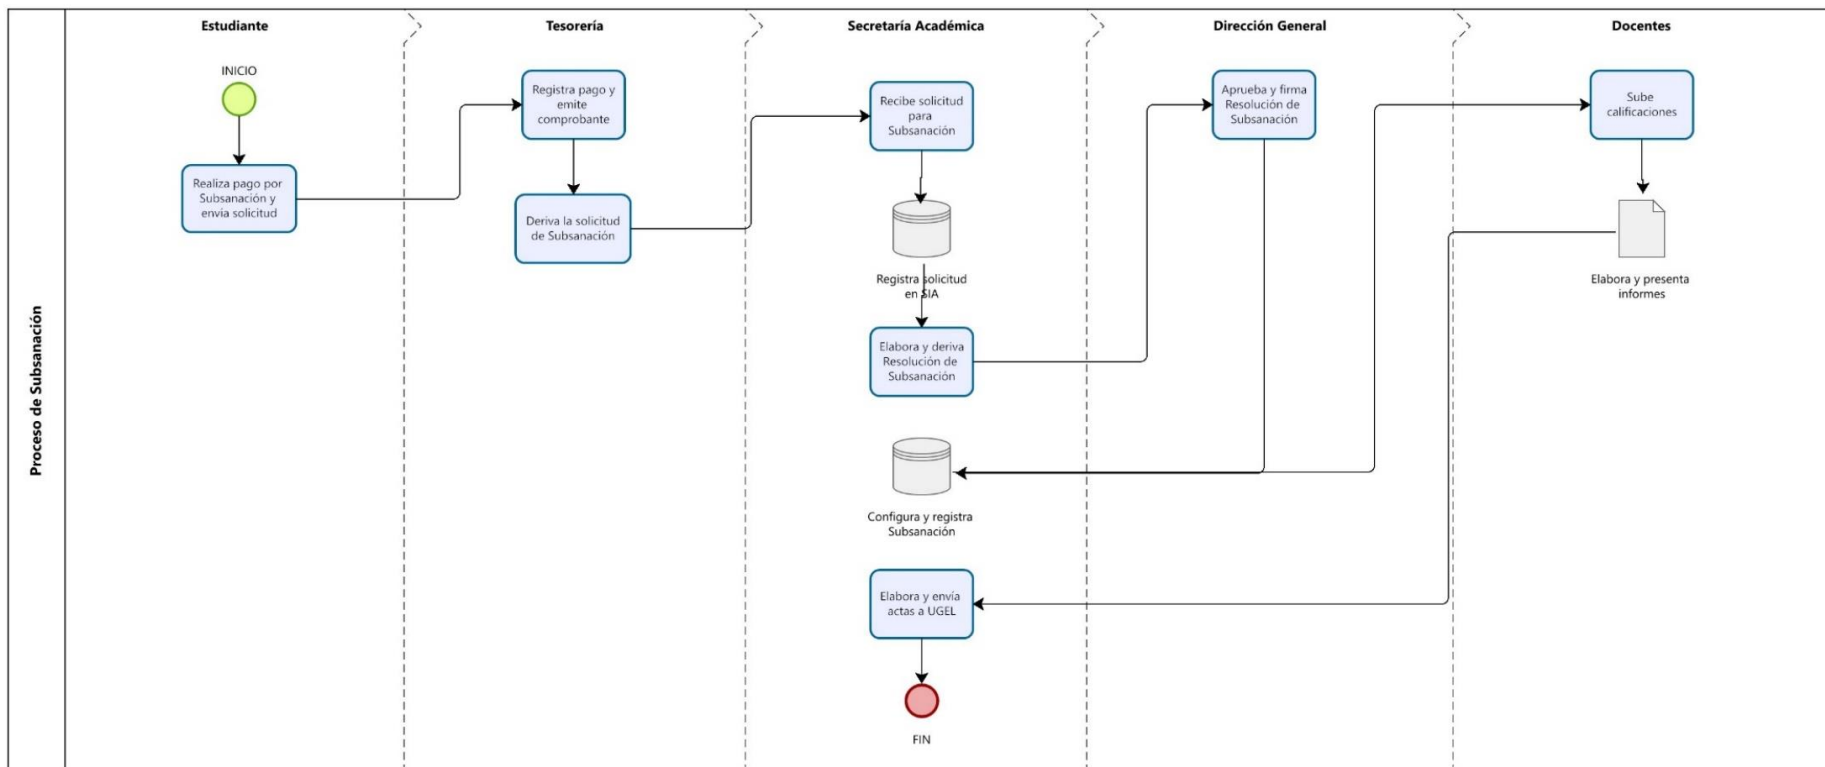 Proceso de Subsanación
Estudiante
Tesorería
Secretaría Académica
Dirección General
Docentes
INICIO
Realiza pago por
Subsanación y
envía solicitud
Registra pago y
emite
comprobante
Deriva la solicitud
de Subsanación
Recibe solicitud
para
Subsanación
Registra solicitud
en SIA
Elabora y deriva
Resolución de
Subsanación
Aprueba y firma
Resolución de
Subsanación
Configura y registra
Subsanación
Sube
calificaciones
Elabora y presenta
informes
Elabora y envía
actas a UGEL
FIN